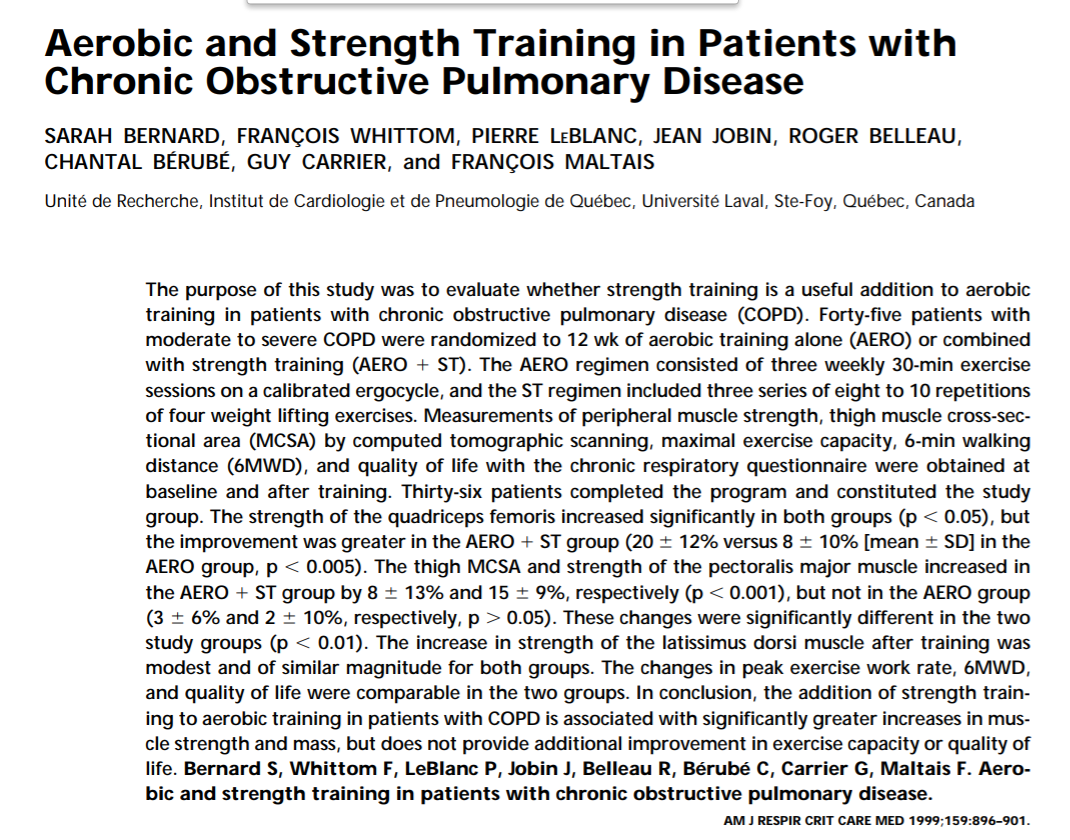 Aerobic and Strength Training in Patients with
Chronic Obstructive Pulmonary Disease
SARAH BERNARD, FRANÇOIS WHITTOM, PIERRE LEBLANC, JEAN JOBIN, ROGER BELLEAU,
CHANTAL BÉRUBÉ, GUY CARRIER, and FRANÇOIS MALTAIS
Unité de Recherche, Institut de Cardiologie et de Pneumologie de Québec, Université Laval, Ste-Foy, Québec, Canada
The purpose of this study was to evaluate whether strength training is a useful addition to aerobic
training in patients with chronic obstructive pulmonary disease (COPD). Forty-five patients with
moderate to severe COPD were randomized to 12 wk of aerobic training alone (AERO) or combined
with strength training (AERO + ST). The AERO regimen consisted of three weekly 30-min exercise
sessions on a calibrated ergocycle, and the ST regimen included three series of eight to 10 repetitions
of four weight lifting exercises. Measurements of peripheral muscle strength, thigh muscle cross-sec-
tional area (MCSA) by computed tomographic scanning, maximal exercise capacity, 6-min walking
distance (6MWD), and quality of life with the chronic respiratory questionnaire were obtained at
baseline and after training. Thirty-six patients completed the program and constituted the study
group. The strength of the quadriceps femoris increased significantly in both groups (p < 0.05), but
the improvement was greater in the AERO + ST group (20 ± 12% versus 8 ± 10% [mean ± SD] in the
AERO group, p < 0.005). The thigh MCSA and strength of the pectoralis major muscle increased in
the AERO + ST group by 8 ± 13% and 15 ± 9%, respectively (p < 0.001), but not in the AERO group
(3 ± 6% and 2 ± 10%, respectively, p > 0.05). These changes were significantly different in the two
study groups (p < 0.01). The increase in strength of the latissimus dorsi muscle after training was
modest and of similar magnitude for both groups. The changes in peak exercise work rate, 6MWD,
and quality of life were comparable in the two groups. In conclusion, the addition of strength train-
ing to aerobic training in patients with COPD is associated with significantly greater increases in mus-
cle strength and mass, but does not provide additional improvement in exercise capacity or quality of
life. Bernard S, Whittom F, LeBlanc P, Jobin J, Belleau R, Bérubé C, Carrier G, Maltais F. Aero-
bic and strength training in patients with chronic obstructive pulmonary disease.
AM J RESPIR CRIT CARE MED 1999;159:896–901.